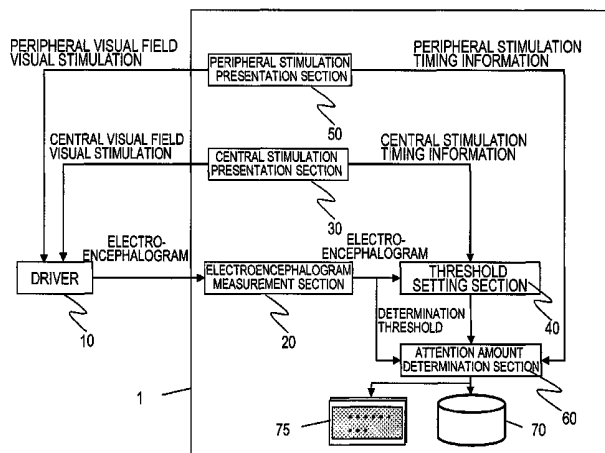 PERIPHERAL VISUAL FIELD
VISUAL STIMULATION
PERIPHERAL STIMULATION
PRESENTATION SECTION
50
PERIPHERAL STIMULATION
TIMING INFORMATION
CENTRAL VISUAL FIELD
VISUAL STIMULATION
CENTRAL STIMULATION
PRESENTATION SECTION
30
CENTRAL STIMULATION
TIMING INFORMATION
ELECTRO-
ENCEPHALOGRAM
ELECTRO-
ENCEPHALOGRAM
DRIVER
10
ELECTROENCEPHALOGRAM
MEASUREMENT SECTION
20
THRESHOLD
SETTING SECTION
40
DETERMINATION
THRESHOLD
ATTENTION AMOUNT
DETERMINATION SECTION
60
1
75
70